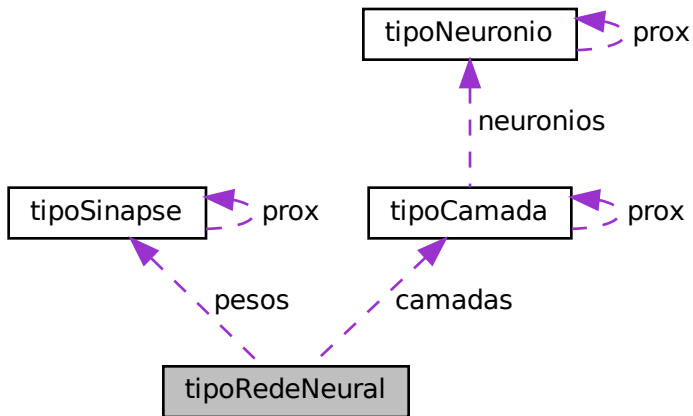 tipoNeuronio
prox
neuronios
tipoSinapse
prox
tipoCamada
prox
pesos
camadas
tipoRedeNeural